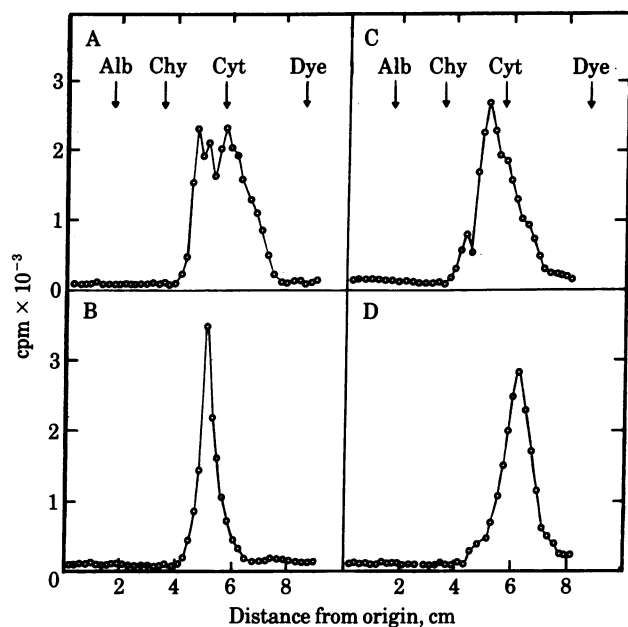 A
C
Alb Chy Cyt Dye
Alb Chy Cyt Dye
3
2
1
0
B
D
3
2
1
0
2 4 6 8
2 4 6 8
cpm × 10⁻³
Distance from origin, cm